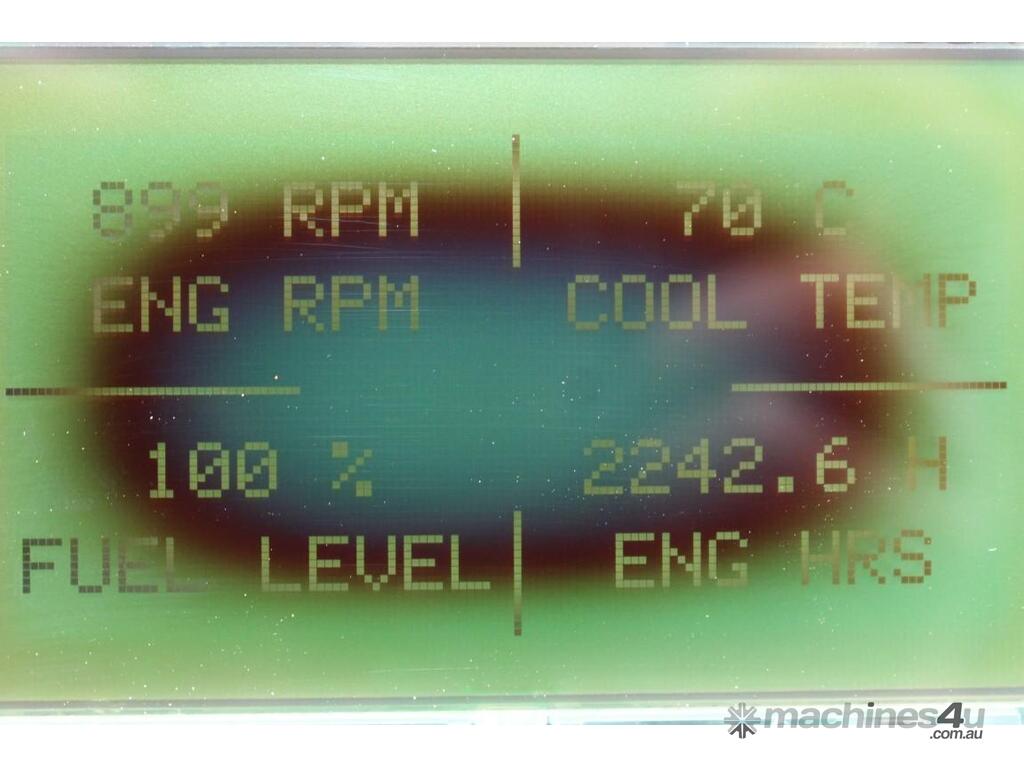 899 RPM
70 C
ENG RPM
COOL TEMP
100 %
2242.6 H
FUEL LEVEL
ENG HRS
machines4u
.com.au